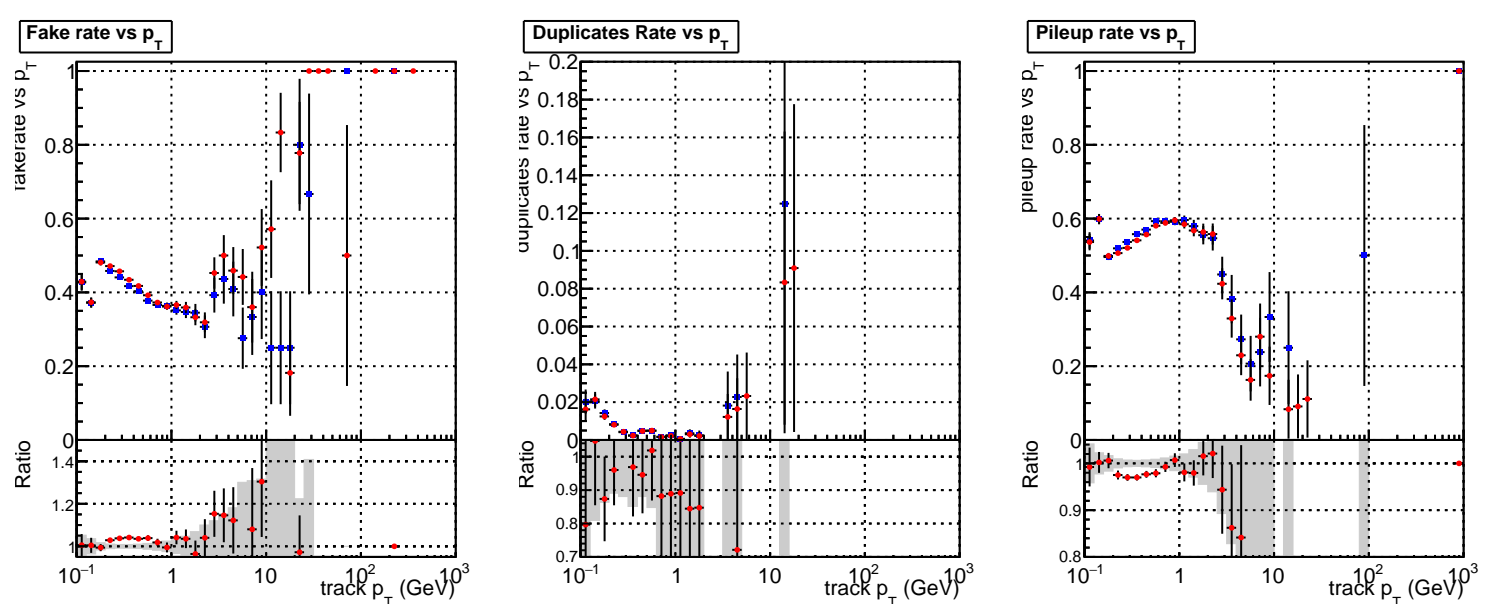 Fake rate vs p_T
fakerate vs p_T
1
0.8
0.6
0.4
0.2
0
Ratio
1.4
1.2
1
10^−1 1 10 10^2 10^3
track p_T (GeV)
Duplicates Rate vs p_T
duplicates rate vs p_T
0.2
0.18
0.16
0.14
0.12
0.1
0.08
0.06
0.04
0.02
0
Ratio
1
0.9
0.8
0.7
10^−1 1 10 10^2 10^3
track p_T (GeV)
Pileup rate vs p_T
pileup rate vs p_T
1
0.8
0.6
0.4
0.2
0
Ratio
1
0.9
0.8
10^−1 1 10 10^2 10^3
track p_T (GeV)